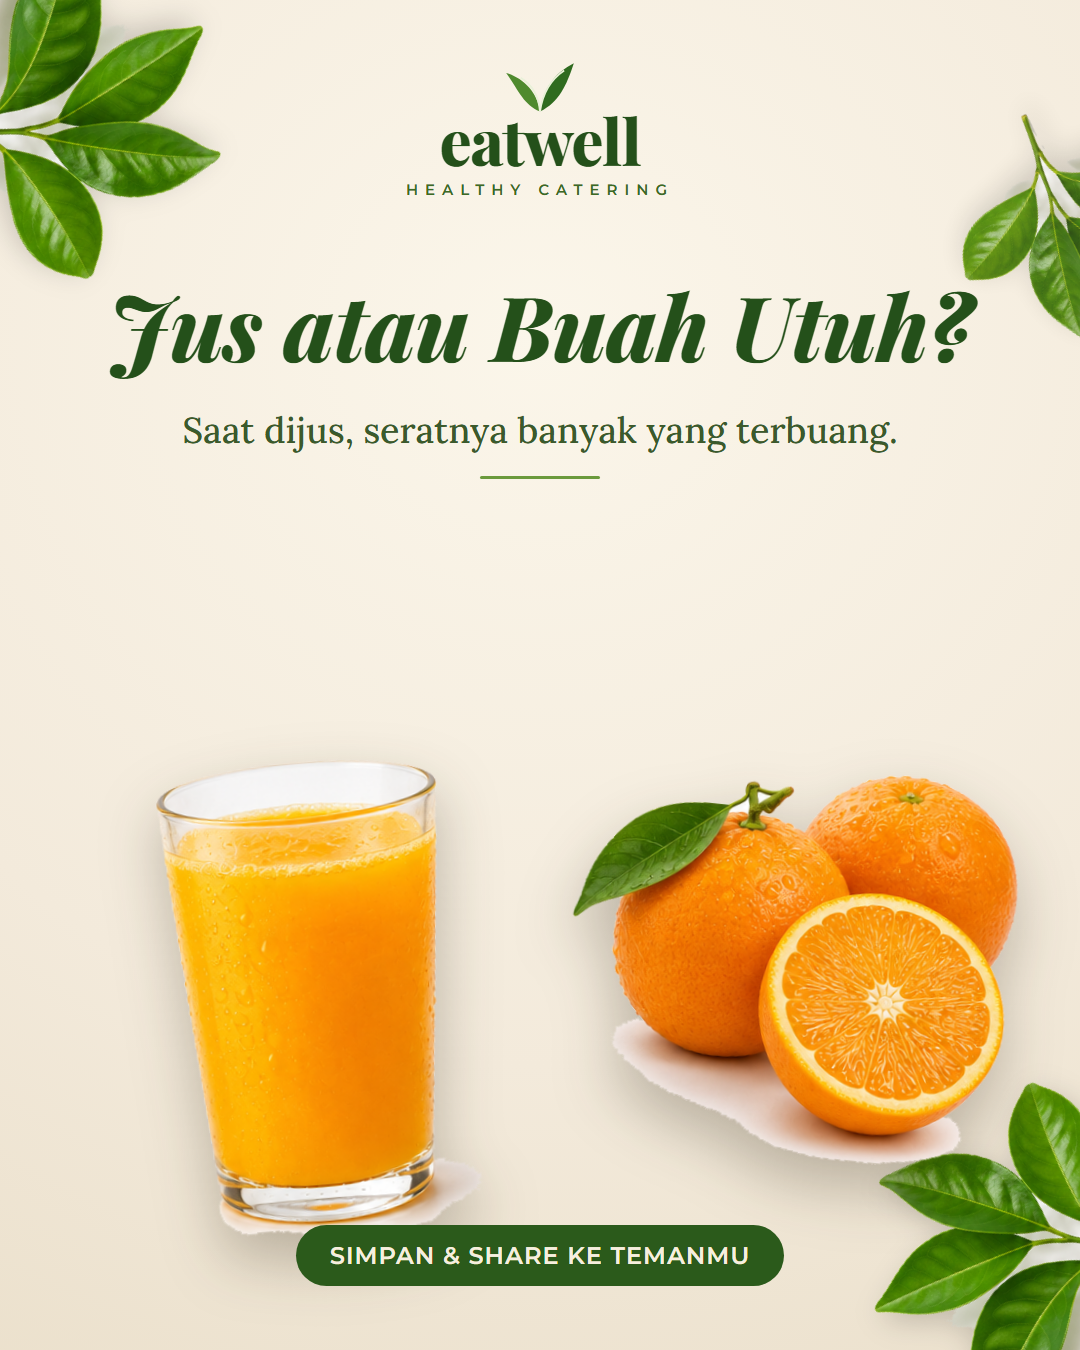 eatwell
HEALTHY CATERING
Jus atau Buah Utuh?
Saat dijus, seratnya banyak yang terbuang.
SIMPAN & SHARE KE TEMANMU